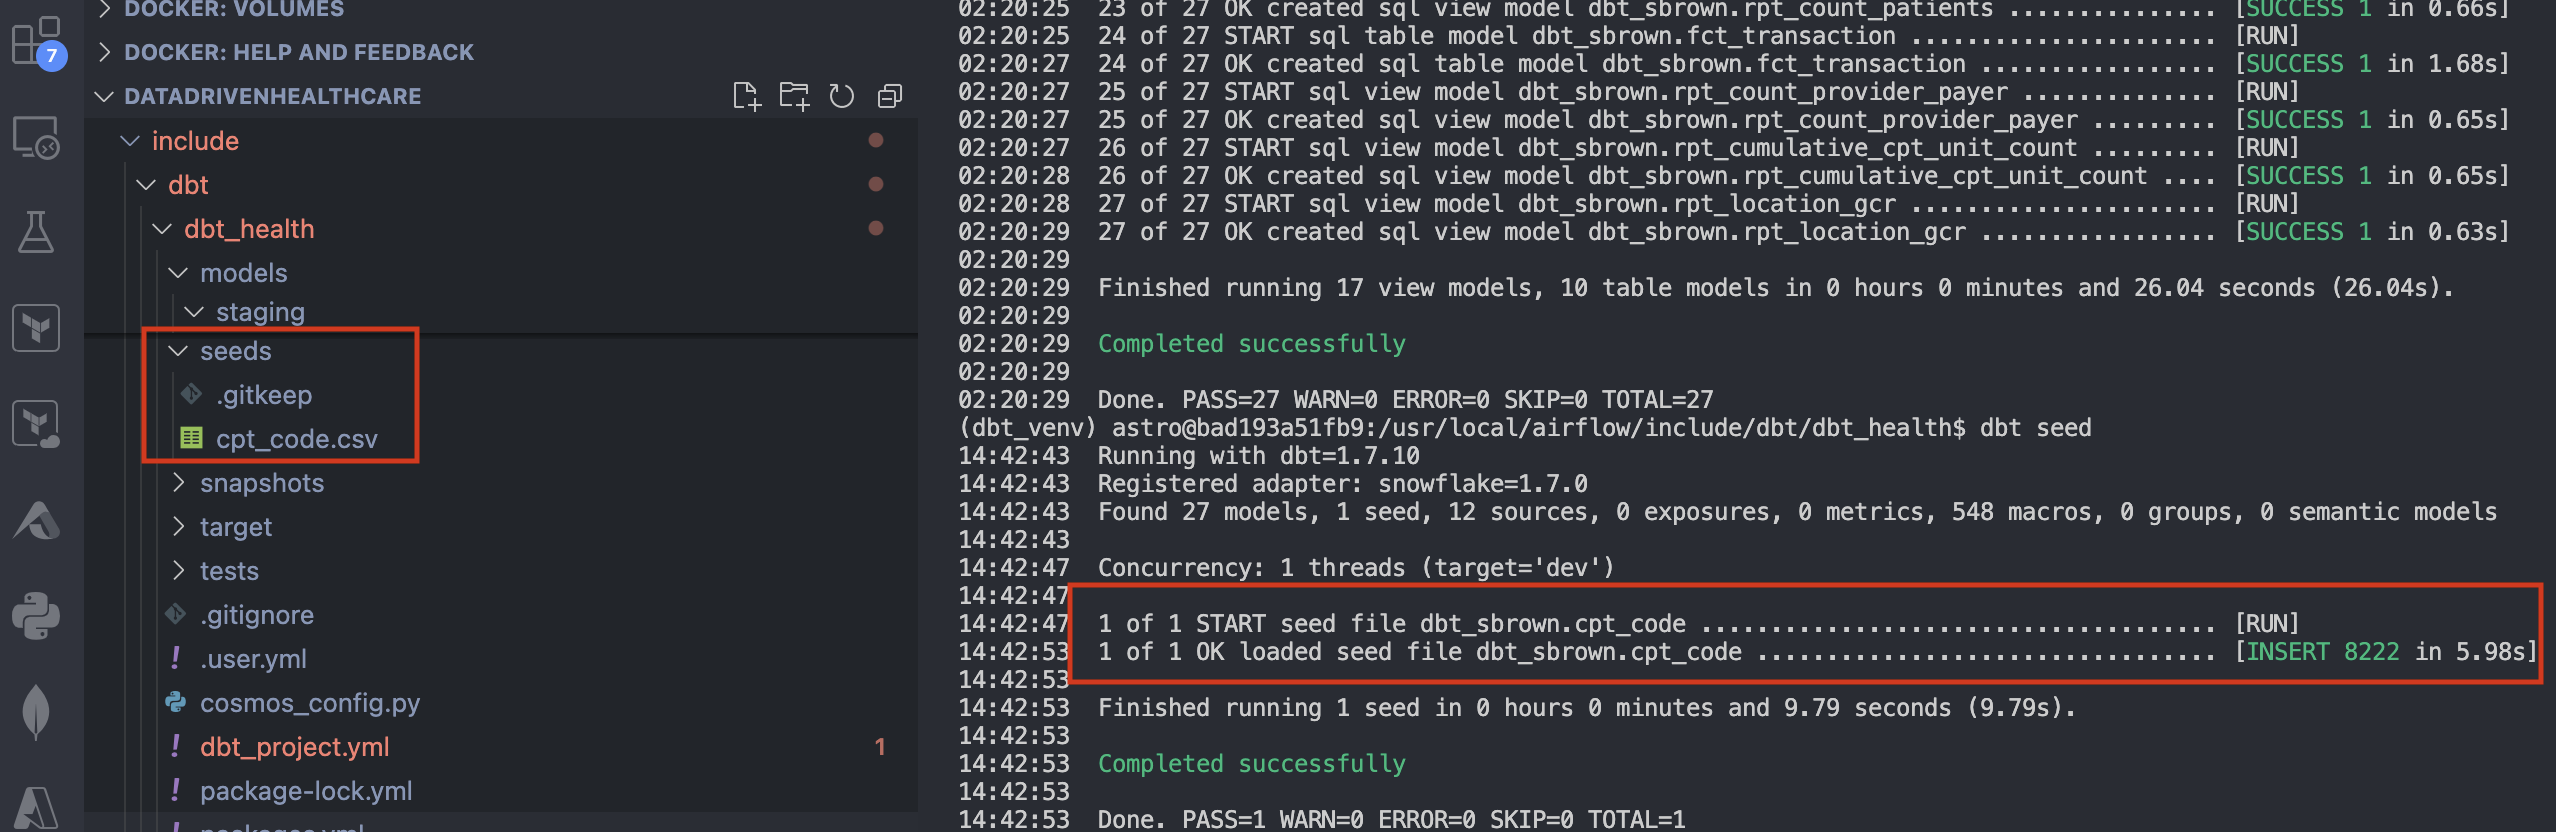 DOCKER: VOLUMES
DOCKER: HELP AND FEEDBACK
7
DATADRIVENHEALTHCARE
include
dbt
dbt_health
models
staging
seeds
.gitkeep
cpt_code.csv
snapshots
target
tests
.gitignore
! .user.yml
cosmos_config.py
! dbt_project.yml 1
! package-lock.yml
! packages.yml
02:20:25 23 of 27 OK created sql view model dbt_sbrown.rpt_count_patients ............... [SUCCESS 1 in 0.66s]
02:20:25 24 of 27 START sql table model dbt_sbrown.fct_transaction ...................... [RUN]
02:20:27 24 of 27 OK created sql table model dbt_sbrown.fct_transaction ................. [SUCCESS 1 in 1.68s]
02:20:27 25 of 27 START sql view model dbt_sbrown.rpt_count_provider_payer .............. [RUN]
02:20:27 25 of 27 OK created sql view model dbt_sbrown.rpt_count_provider_payer ......... [SUCCESS 1 in 0.65s]
02:20:27 26 of 27 START sql view model dbt_sbrown.rpt_cumulative_cpt_unit_count ......... [RUN]
02:20:28 26 of 27 OK created sql view model dbt_sbrown.rpt_cumulative_cpt_unit_count .... [SUCCESS 1 in 0.65s]
02:20:28 27 of 27 START sql view model dbt_sbrown.rpt_location_gcr ...................... [RUN]
02:20:29 27 of 27 OK created sql view model dbt_sbrown.rpt_location_gcr ................. [SUCCESS 1 in 0.63s]
02:20:29
02:20:29 Finished running 17 view models, 10 table models in 0 hours 0 minutes and 26.04 seconds (26.04s).
02:20:29
02:20:29 Completed successfully
02:20:29
02:20:29 Done. PASS=27 WARN=0 ERROR=0 SKIP=0 TOTAL=27
(dbt_venv) astro@bad193a51fb9:/usr/local/airflow/include/dbt/dbt_health$ dbt seed
14:42:43 Running with dbt=1.7.10
14:42:43 Registered adapter: snowflake=1.7.0
14:42:43 Found 27 models, 1 seed, 12 sources, 0 exposures, 0 metrics, 548 macros, 0 groups, 0 semantic models
14:42:43
14:42:47 Concurrency: 1 threads (target='dev')
14:42:47
14:42:47 1 of 1 START seed file dbt_sbrown.cpt_code ..................................... [RUN]
14:42:53 1 of 1 OK loaded seed file dbt_sbrown.cpt_code ................................. [INSERT 8222 in 5.98s]
14:42:53
14:42:53 Finished running 1 seed in 0 hours 0 minutes and 9.79 seconds (9.79s).
14:42:53
14:42:53 Completed successfully
14:42:53
14:42:53 Done. PASS=1 WARN=0 ERROR=0 SKIP=0 TOTAL=1